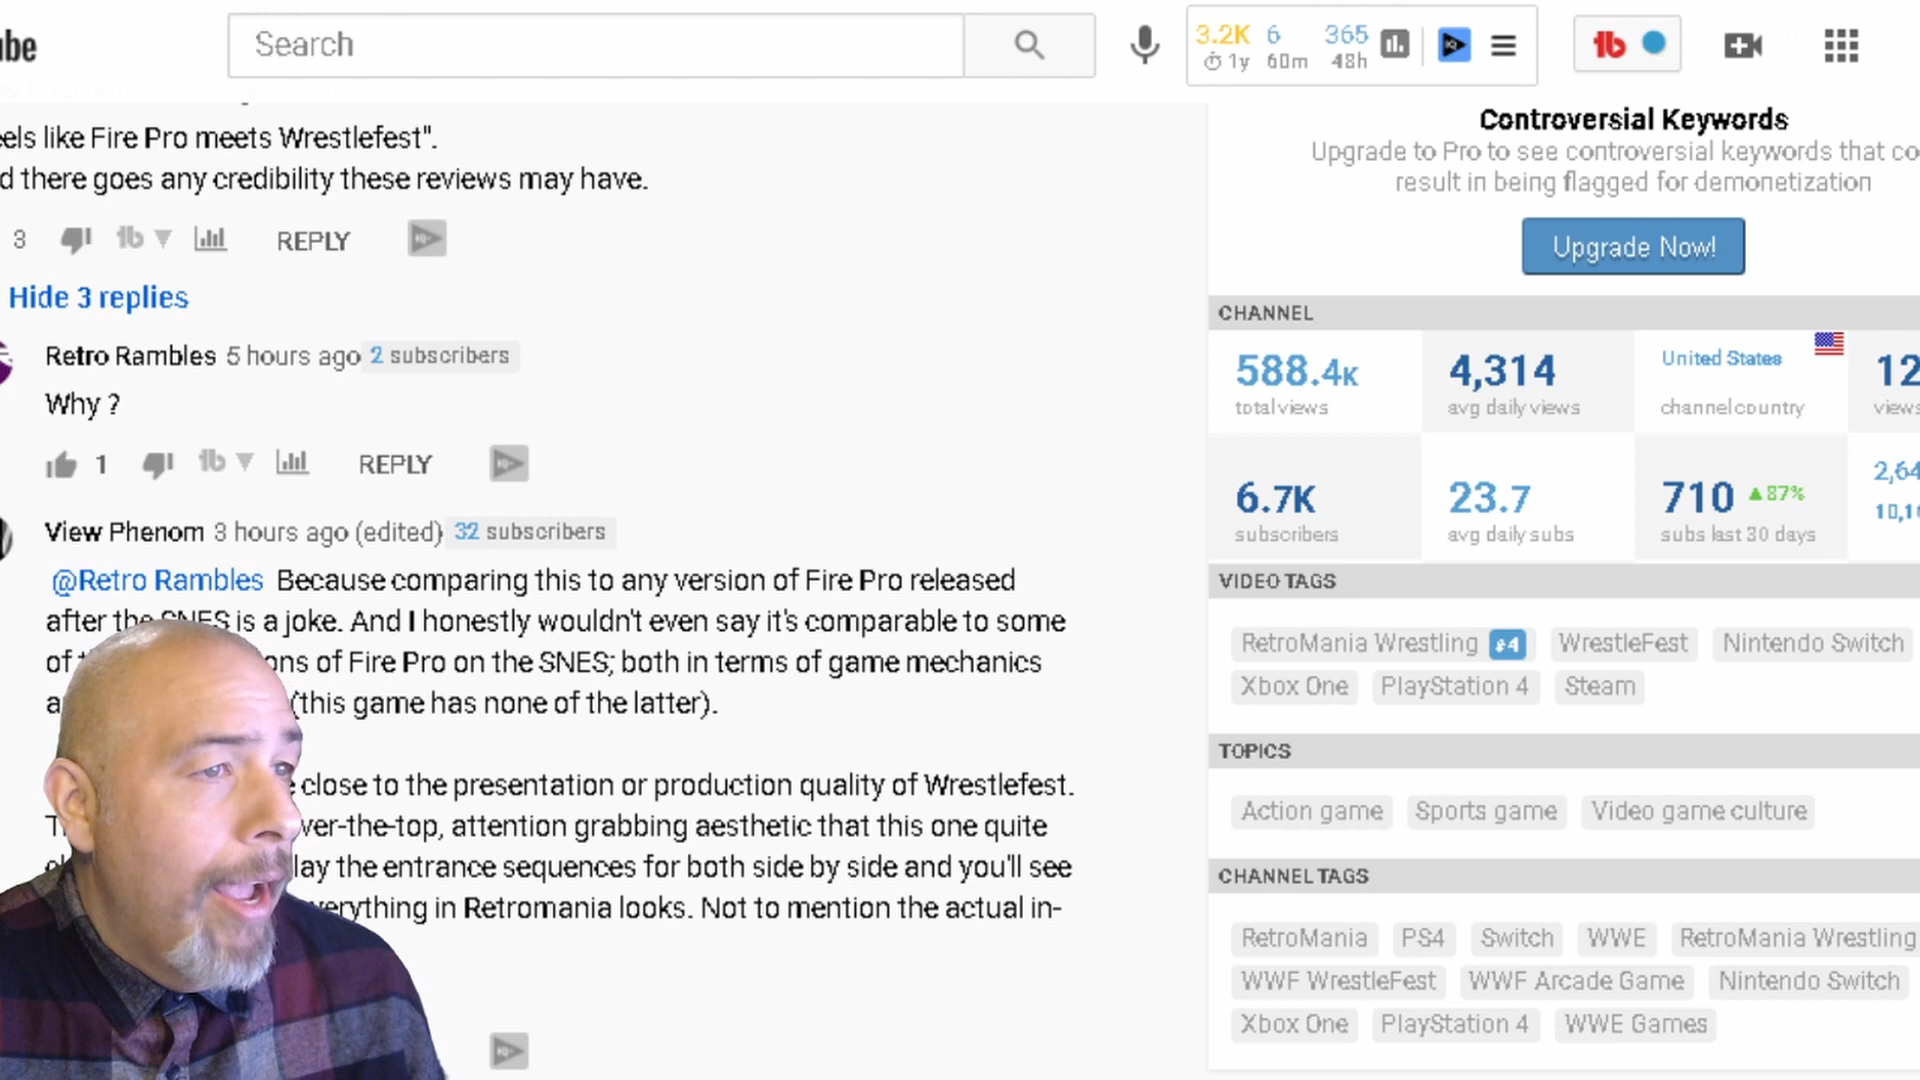 be
Search
3.2K 6 365
1y 60m 48h
eels like Fire Pro meets Wrestlefest".
d there goes any credibility these reviews may have.
3 REPLY
Hide 3 replies
Retro Rambles 5 hours ago 2 subscribers
Why ?
1 REPLY
View Phenom 3 hours ago (edited) 32 subscribers
@Retro Rambles Because comparing this to any version of Fire Pro released
after the SNES is a joke. And I honestly wouldn't even say it's comparable to some
of ons of Fire Pro on the SNES; both in terms of game mechanics
(this game has none of the latter).
close to the presentation or production quality of Wrestlefest.
ver-the-top, attention grabbing aesthetic that this one quite
lay the entrance sequences for both side by side and you'll see
verything in Retromania looks. Not to mention the actual in-
Controversial Keywords
Upgrade to Pro to see controversial keywords that co
result in being flagged for demonetization
Upgrade Now!
CHANNEL
588.4K total views
4,314 avg daily views
United States channel country
12 views
6.7K subscribers
23.7 avg daily subs
710 ▲87% subs last 30 days
2,64
10,1
VIDEO TAGS
RetroMania Wrestling #4 WrestleFest Nintendo Switch
Xbox One PlayStation 4 Steam
TOPICS
Action game Sports game Video game culture
CHANNEL TAGS
RetroMania PS4 Switch WWE RetroMania Wrestling
WWF WrestleFest WWF Arcade Game Nintendo Switch
Xbox One PlayStation 4 WWE Games